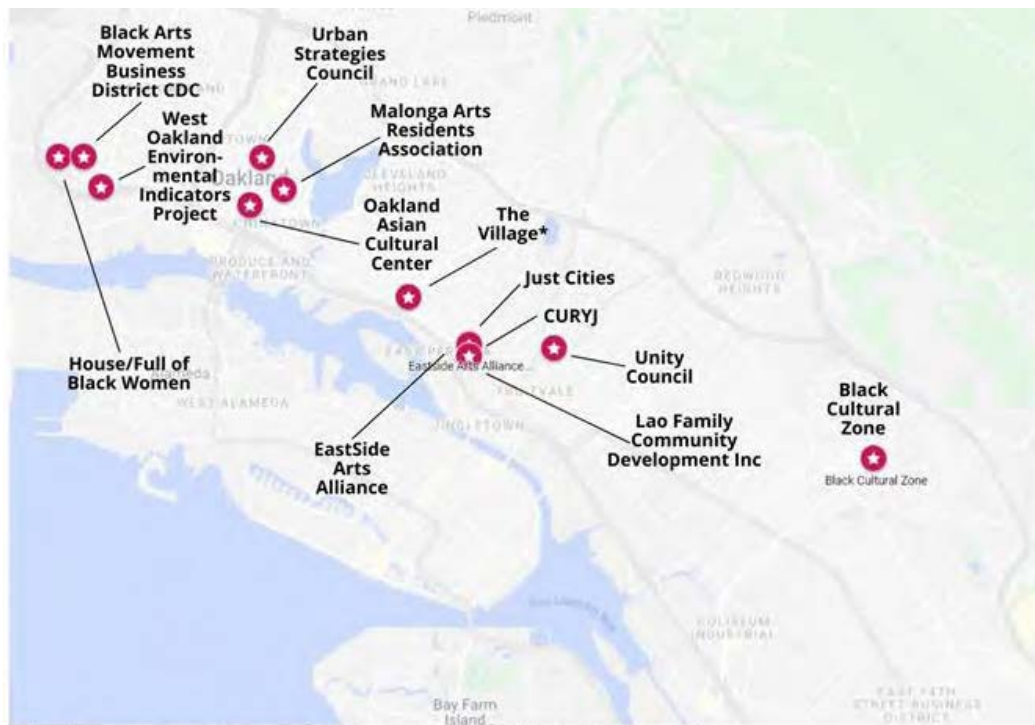 Piedmont
Black Arts
Movement
Business
District CDC
Urban
Strategies
Council
GRAND LAKE
West
Oakland
Environ-
mental
Indicators
Project
Malonga Arts
Residents
Association
Oakland
CLEVELAND
HEIGHTS
CHINATOWN
Oakland
Asian
Cultural
Center
The
Village*
PRODUCE AND
WATERFRONT
REDWOOD
HEIGHTS
Just Cities
CURYJ
House/Full of
Black Women
Alameda
WEST ALAMEDA
Eastside Arts Alliance...
Unity
Council
FRUITVALE
JINGLETOWN
EastSide
Arts
Alliance
Lao Family
Community
Development Inc
Black
Cultural
Zone
Black Cultural Zone
COLISEUM
INDUSTRIAL
Bay Farm
Island
EAST 14TH
STREET BUSINESS
DISTRICT